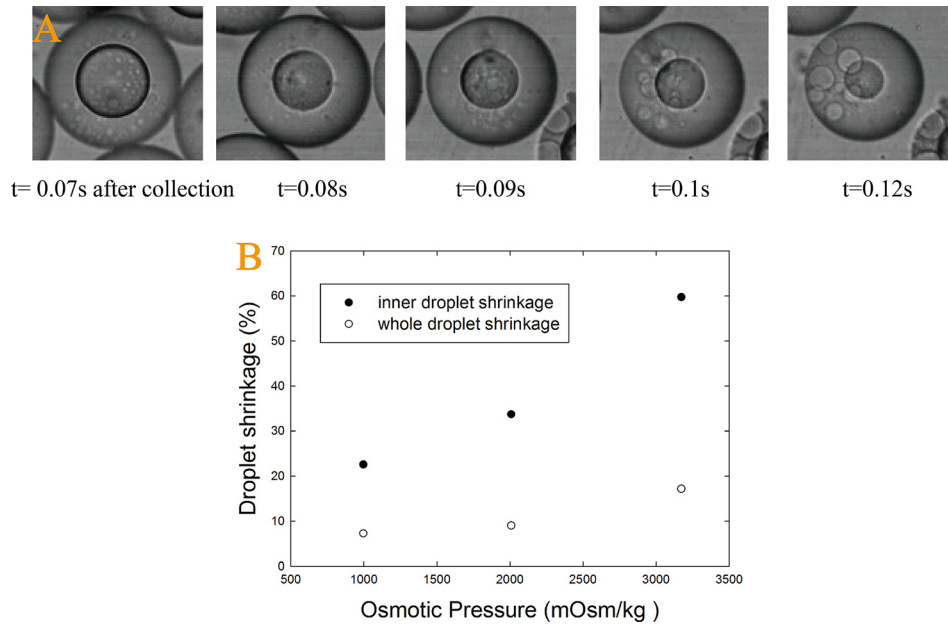 A
t= 0.07s after collection
t=0.08s
t=0.09s
t=0.1s
t=0.12s
B
70
60
50
40
30
20
10
0
Droplet shrinkage (%)
inner droplet shrinkage
whole droplet shrinkage
500 1000 1500 2000 2500 3000 3500
Osmotic Pressure (mOsm/kg )